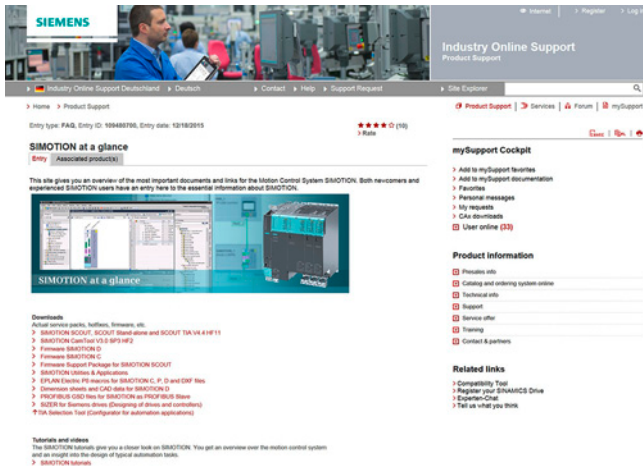 SIEMENS
Internet Register Log in
Industry Online Support
Product Support
Industry Online Support Deutschland Deutsch Contact Help Support Request Site Explorer
Home Product Support
Product Support Services Forum mySupport
Entry type: FAQ, Entry ID: 109480700, Entry date: 12/18/2015
(10)
Rate
SIMOTION at a glance
Entry Associated product(s)
This site gives you an overview of the most important documents and links for the Motion Control System SIMOTION. Both newcomers and
experienced SIMOTION users have an entry here to the essential information about SIMOTION.
SIMOTION at a glance
Downloads
Actual service packs, hotfixes, firmware, etc.
SIMOTION SCOUT, SCOUT Stand-alone and SCOUT TIA V4.4 HF11
SIMOTION CamTool V3.0 SP3 HF2
Firmware SIMOTION D
Firmware SIMOTION C
Firmware Support Package for SIMOTION SCOUT
SIMOTION Utilities & Applications
EPLAN Electric P8-macros for SIMOTION C, P, D and DXF files
Dimension sheets and CAD data for SIMOTION D
PROFIBUS GSD files for SIMOTION as PROFIBUS Slave
SIZER for Siemens drives (Designing of drives and controllers)
TIA Selection Tool (Configurator for automation applications)
Tutorials and videos
The SIMOTION tutorials give you a closer look on SIMOTION. You get an overview over the motion control system
and an insight into the design of typical automation tasks.
SIMOTION tutorials
mySupport Cockpit
Add to mySupport favorites
Add to mySupport documentation
Favorites
Personal messages
My requests
CAx downloads
User online (33)
Product information
Presales info
Catalog and ordering system online
Technical info
Support
Service offer
Training
Contact & partners
Related links
Compatibility Tool
Register your SINAMICS Drive
Experten-Chat
Tell us what you think